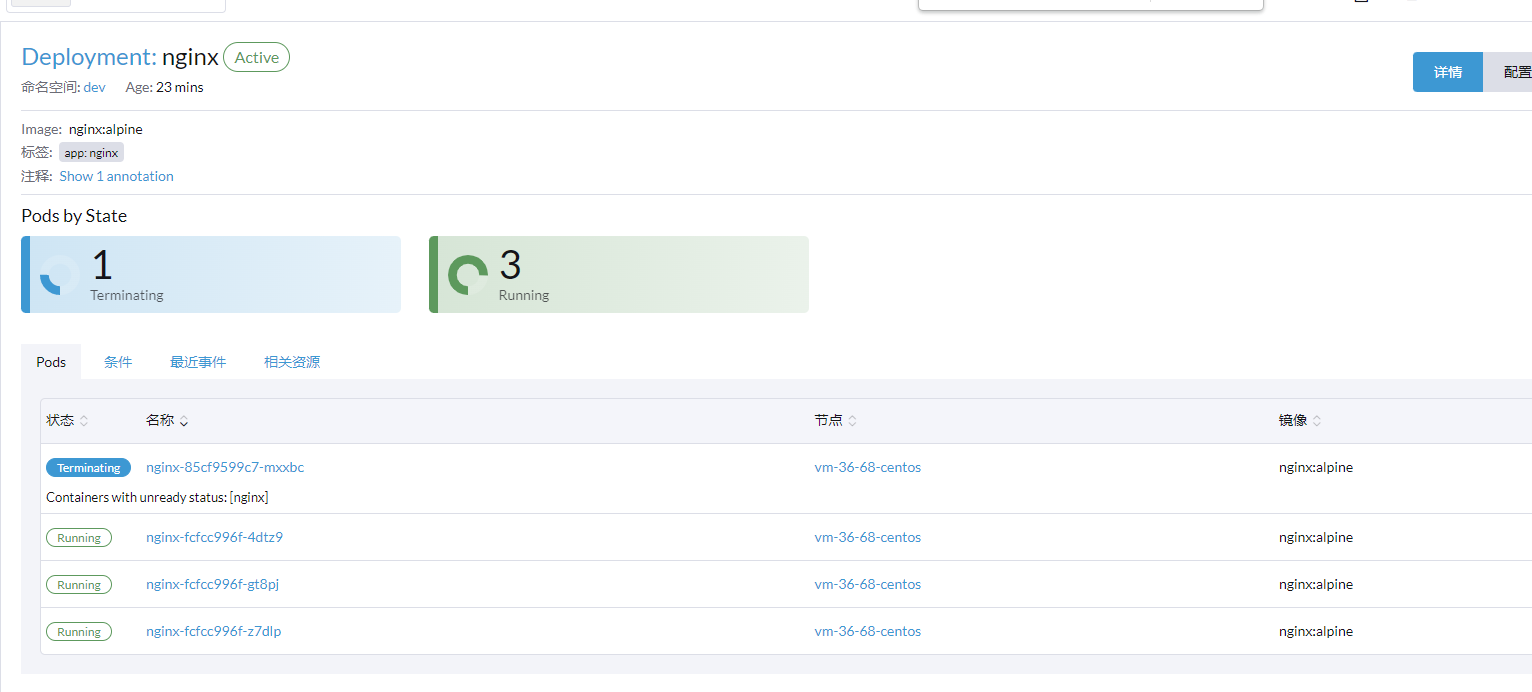 Deployment: nginx Active
命名空间: dev Age: 23 mins
详情 配置
Image: nginx:alpine
标签: app: nginx
注释: Show 1 annotation
Pods by State
1
Terminating
3
Running
Pods 条件 最近事件 相关资源
状态 名称 节点 镜像
Terminating nginx-85cf9599c7-mxxbc vm-36-68-centos nginx:alpine
Containers with unready status: [nginx]
Running nginx-fcfcc996f-4dtz9 vm-36-68-centos nginx:alpine
Running nginx-fcfcc996f-gt8pj vm-36-68-centos nginx:alpine
Running nginx-fcfcc996f-z7dlp vm-36-68-centos nginx:alpine